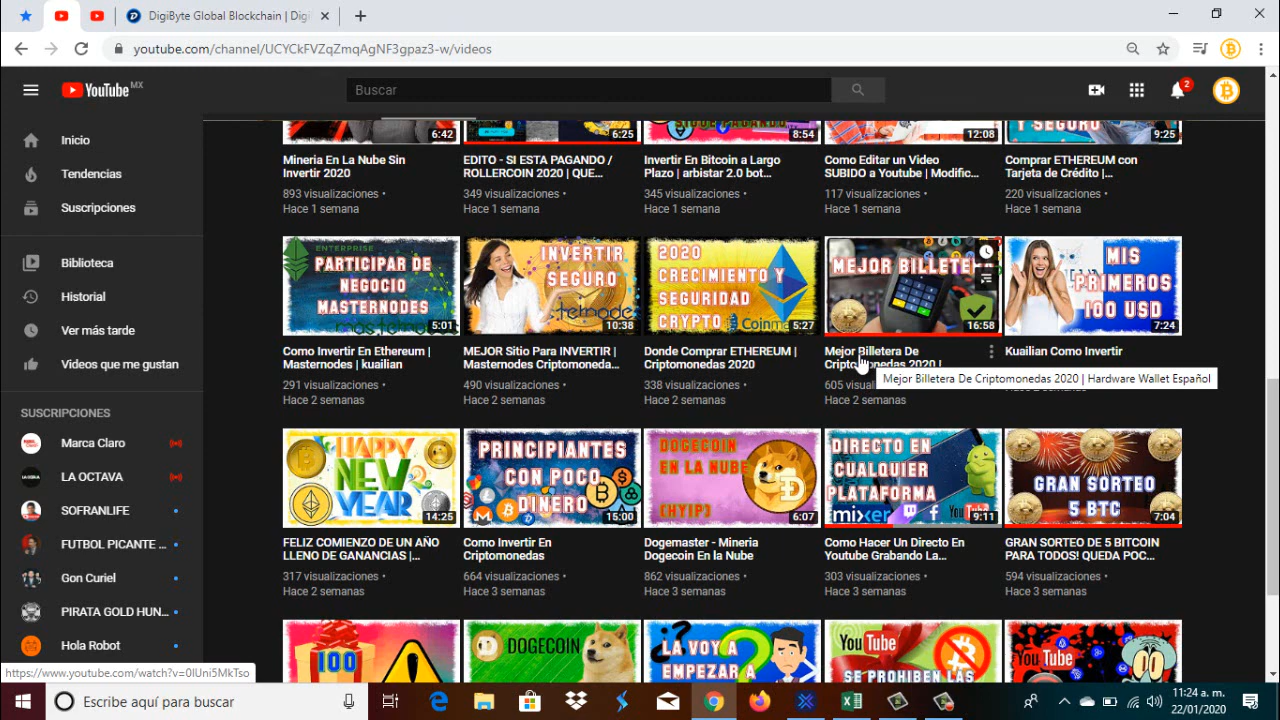 DigiByte Global Blockchain | Digi
youtube.com/channel/UCYCkFVZqZmqAgNF3gpaz3-w/videos
YouTube MX
Buscar
2
Inicio
Tendencias
Suscripciones
Biblioteca
Historial
Ver más tarde
Videos que me gustan
SUSCRIPCIONES
Marca Claro
LA OCTAVA
SOFRANLIFE
FUTBOL PICANTE ...
Gon Curiel
PIRATA GOLD HUN...
Hola Robot
6:42
6:25
8:54
12:08
Y SEGURO
9:25
Mineria En La Nube Sin
Invertir 2020
893 visualizaciones •
Hace 1 semana
EDITO - SI ESTA PAGANDO /
ROLLERCOIN 2020 | QUE...
349 visualizaciones •
Hace 1 semana
Invertir En Bitcoin a Largo
Plazo | arbistar 2.0 bot...
345 visualizaciones •
Hace 1 semana
Como Editar un Video
SUBIDO a Youtube | Modific...
117 visualizaciones •
Hace 1 semana
Comprar ETHEREUM con
Tarjeta de Crédito |...
220 visualizaciones •
Hace 1 semana
ENTERPRISE
PARTICIPAR DE
NEGOCIO
MASTERNODES
5:01
Como Invertir En Ethereum |
Masternodes | kuailian
291 visualizaciones •
Hace 2 semanas
INVERTIR
SEGURO
10:38
MEJOR Sitio Para INVERTIR |
Masternodes Criptomoneda...
490 visualizaciones •
Hace 2 semanas
2020
CRECIMIENTO Y
SEGURIDAD
CRYPTO
5:27
Donde Comprar ETHEREUM |
Criptomonedas 2020
338 visualizaciones •
Hace 2 semanas
MEJOR BILLETERA
16:58
Mejor Billetera De
Criptomonedas 2020 |
605
Hace 2 semanas
Mejor Billetera De Criptomonedas 2020 | Hardware Wallet Español
MIS
PRIMEROS
100 USD
7:24
Kuailian Como Invertir
HAPPY
NEW
YEAR
14:25
FELIZ COMIENZO DE UN AÑO
LLENO DE GANANCIAS |...
317 visualizaciones •
Hace 2 semanas
PRINCIPIANTES
CON POCO
DINERO
15:00
Como Invertir En
Criptomonedas
664 visualizaciones •
Hace 3 semanas
DOGECOIN
EN LA NUBE
(HYIP)
6:07
Dogemaster - Mineria
Dogecoin En la Nube
862 visualizaciones •
Hace 3 semanas
DIRECTO EN
CUALQUIER
PLATAFORMA
mixer
9:11
Como Hacer Un Directo En
Youtube Grabando La...
303 visualizaciones •
Hace 3 semanas
GRAN SORTEO
5 BTC
7:04
GRAN SORTEO DE 5 BITCOIN
PARA TODOS! QUEDA POC...
594 visualizaciones •
Hace 3 semanas
100
DOGECOIN
LA VOY A
EMPEZAR A
YouTube
SE PROHIBEN LAS
YouTube
https://www.youtube.com/watch?v=0IUni5MkTso
Escribe aquí para buscar
11:24 a. m.
22/01/2020